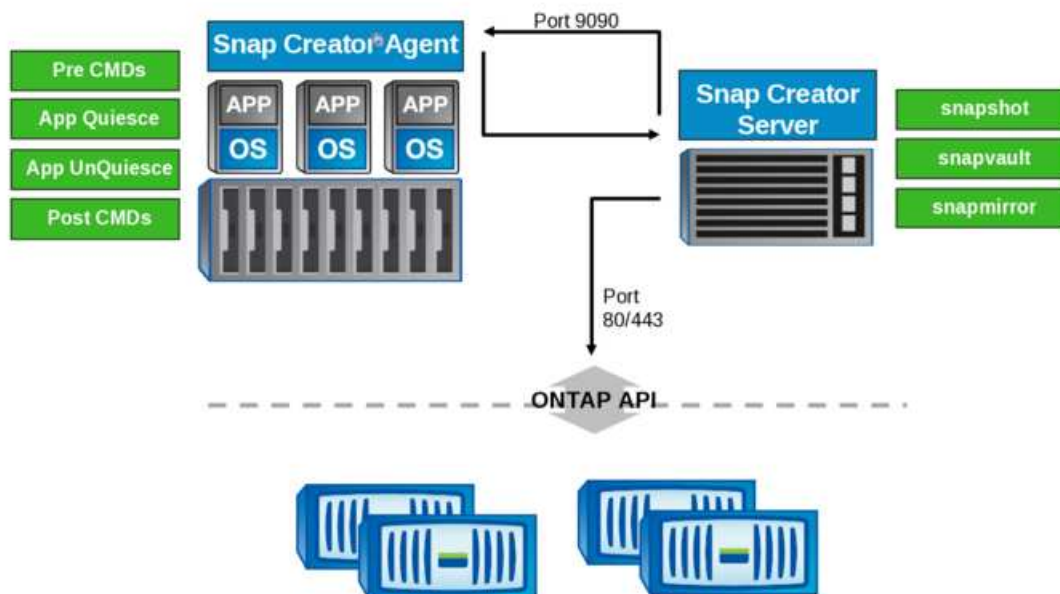 Port 9090
Snap Creator Agent
Pre CMDs
App Quiesce
App UnQuiesce
Post CMDs
APP
OS
APP
OS
APP
OS
Snap Creator
Server
snapshot
snapvault
snapmirror
Port
80/443
ONTAP API